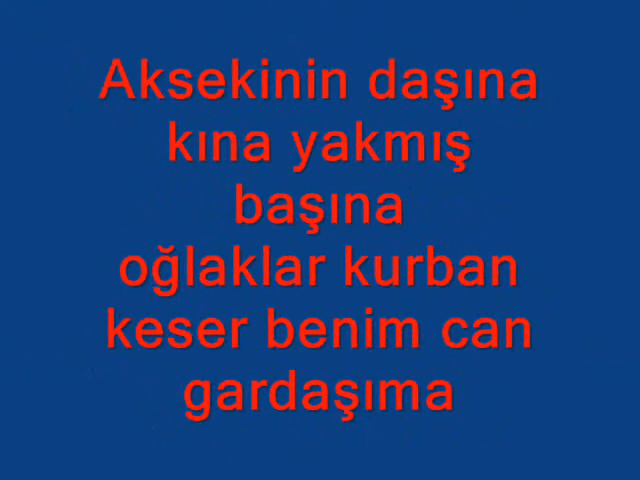 Aksekinin daşına
kına yakmış
başına
oğlaklar kurban
keser benim can
gardaşıma